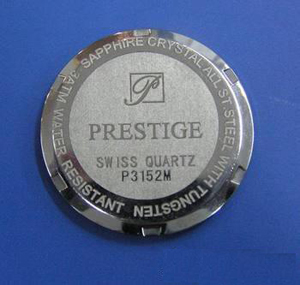 P
PRESTIGE
SWISS QUARTZ
P3152M
3ATM WATER RESISTANT
SAPPHIRE CRYSTAL ALL ST STEEL WITH TUNGSTEN